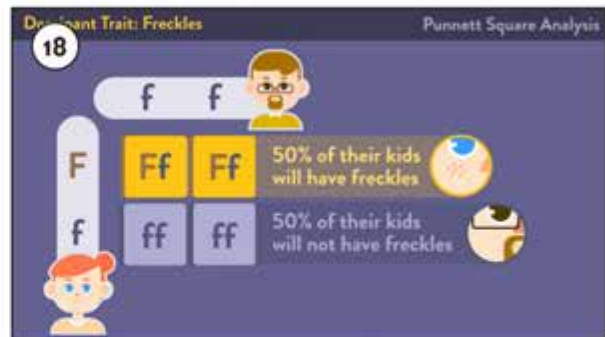 Dominant Trait: Freckles
Punnett Square Analysis
18
f f
F Ff Ff
50% of their kids
will have freckles
f ff ff
50% of their kids
will not have freckles